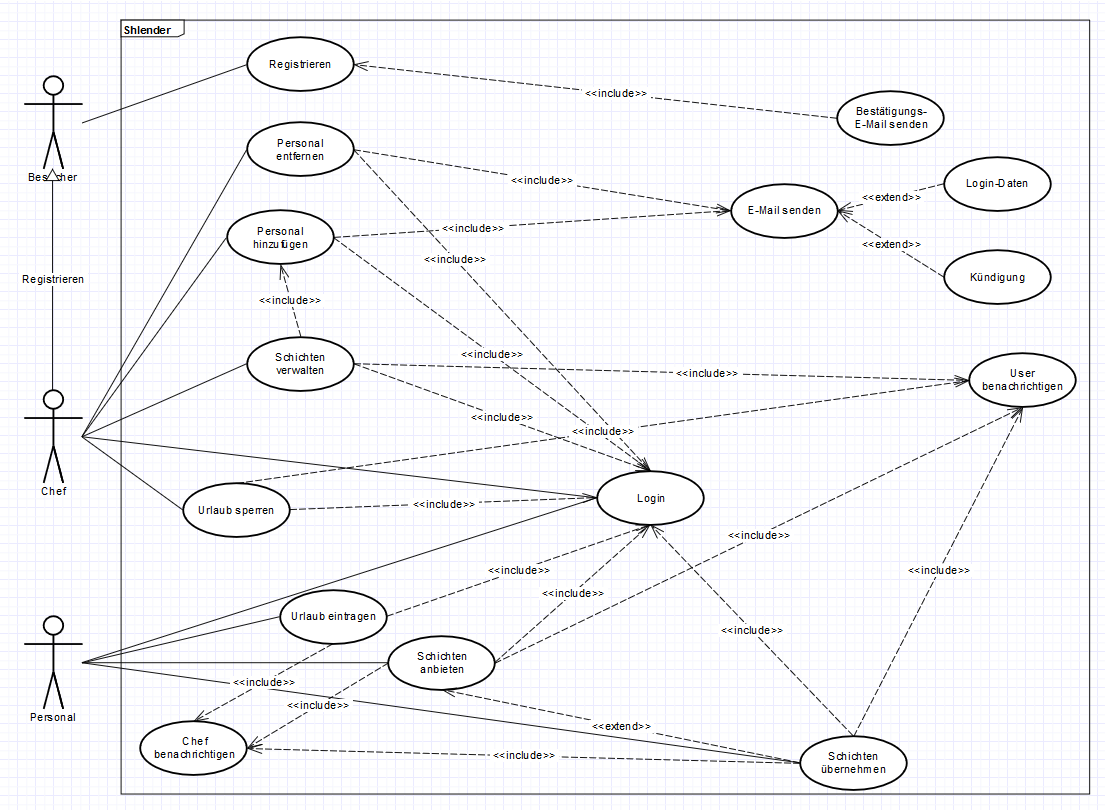 Shlender
Registrieren
<<include>>
Bestätigungs-
E-Mail senden
Personal
entfernen
Besucher
<<include>>
Login-Daten
<<extend>>
E-Mail senden
Personal
hinzufügen
<<include>>
<<extend>>
<<include>>
Kündigung
Registrieren
<<include>>
Schichten
verwalten
<<include>>
<<include>>
User
benachrichtigen
<<include>>
<<include>>
Chef
Login
<<include>>
Urlaub sperren
<<include>>
<<include>>
<<include>>
<<include>>
Urlaub eintragen
<<include>>
Schichten
anbieten
<<include>>
<<include>>
Personal
<<extend>>
Chef
benachrichtigen
<<include>>
Schichten
übernehmen